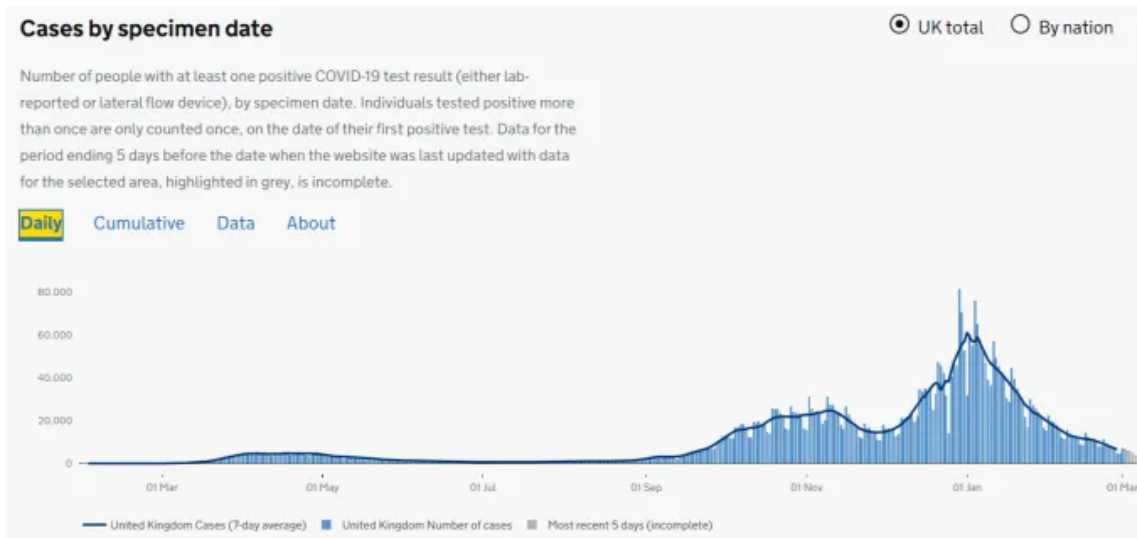 Cases by specimen date
UK total
By nation
Number of people with at least one positive COVID-19 test result (either lab-
reported or lateral flow device), by specimen date. Individuals tested positive more
than once are only counted once, on the date of their first positive test. Data for the
period ending 5 days before the date when the website was last updated with data
for the selected area, highlighted in grey, is incomplete.
Daily Cumulative Data About
80,000
60,000
40,000
20,000
0
01 Mar 01 May 01 Jul 01 Sep 01 Nov 01 Jan 01 Mar
United Kingdom Cases (7-day average) United Kingdom Number of cases Most recent 5 days (incomplete)